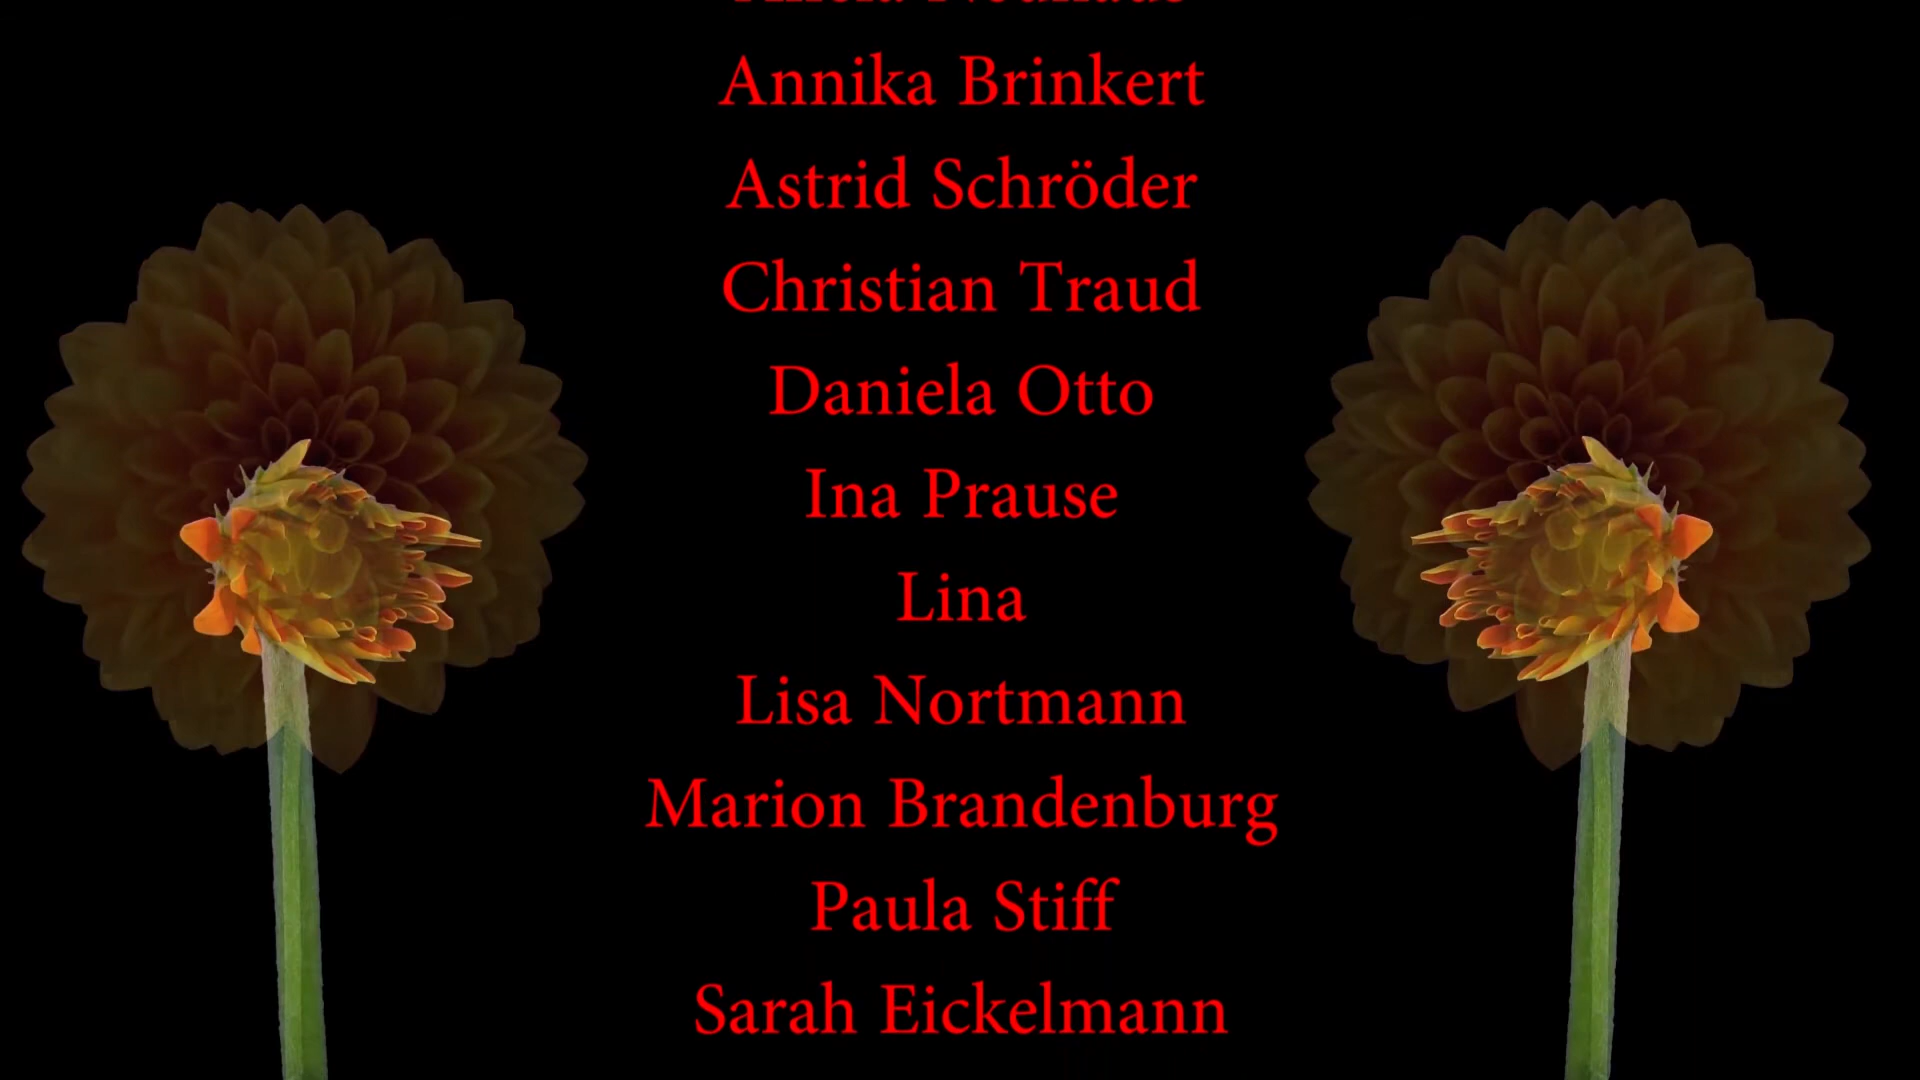 Annika Brinkert
Astrid Schröder
Christian Traud
Daniela Otto
Ina Prause
Lina
Lisa Nortmann
Marion Brandenburg
Paula Stiff
Sarah Eickelmann